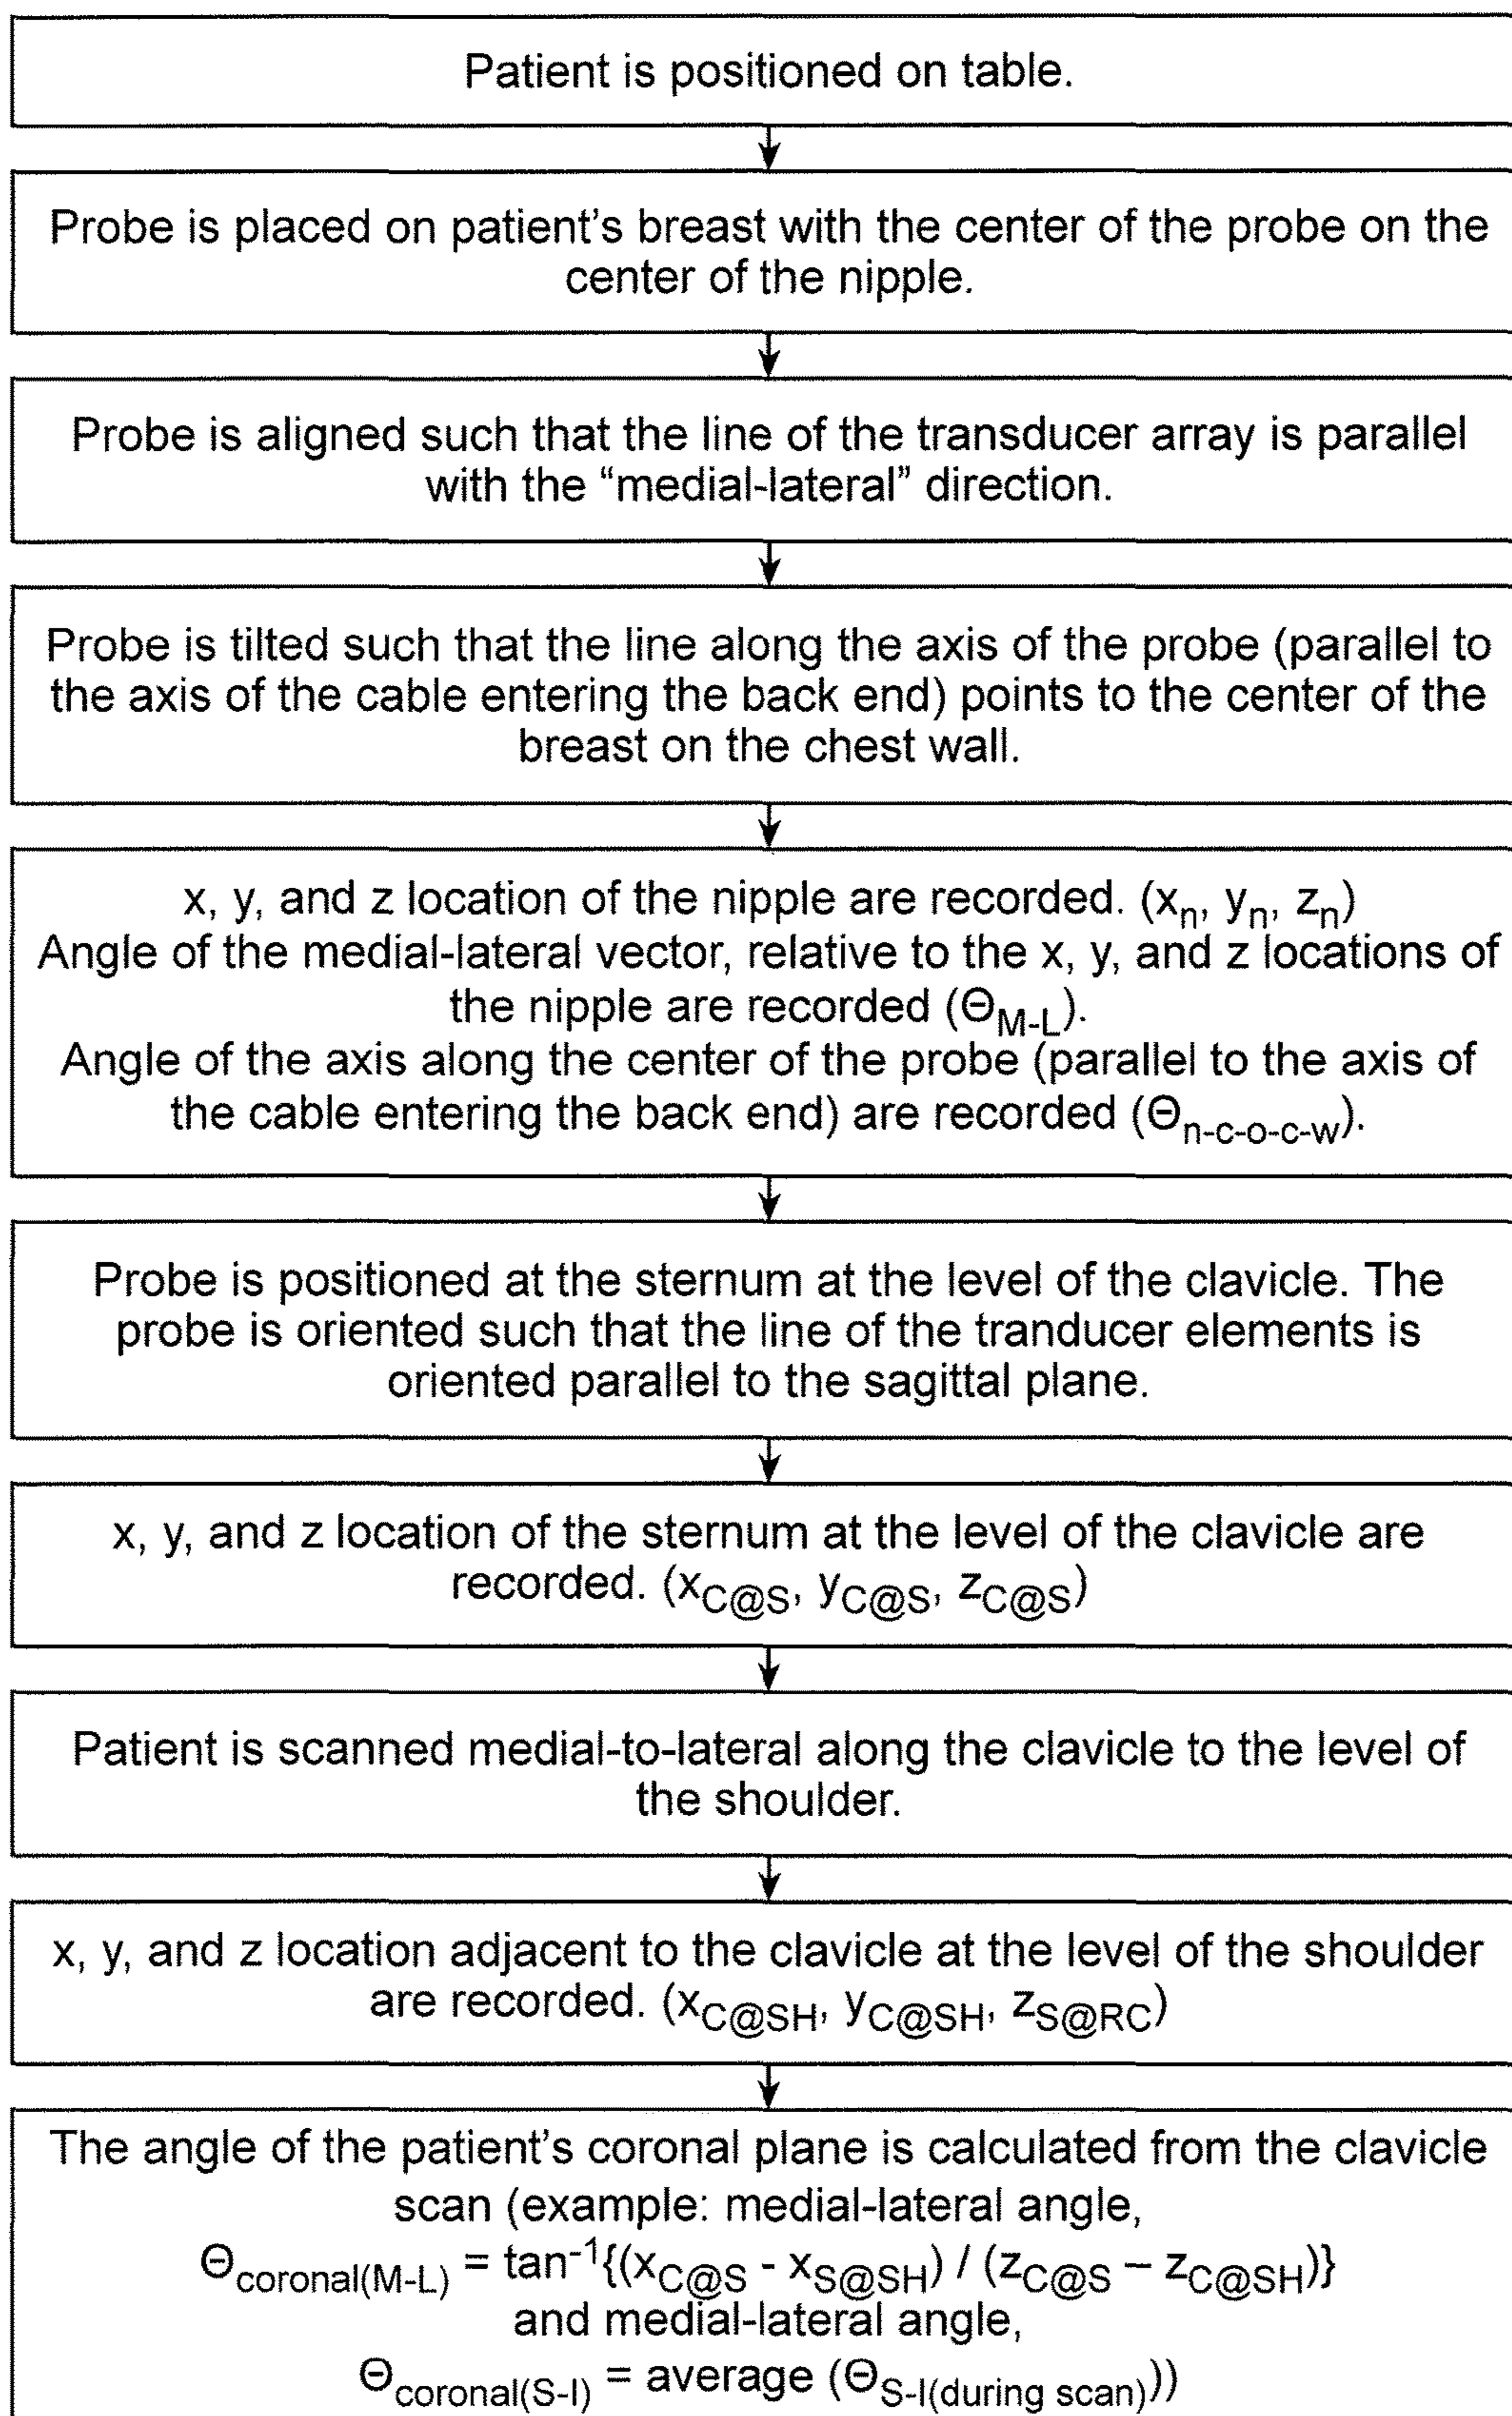 Patient is positioned on table.
Probe is placed on patient’s breast with the center of the probe on the
center of the nipple.
Probe is aligned such that the line of the transducer array is parallel
with the “medial-lateral” direction.
Probe is tilted such that the line along the axis of the probe (parallel to
the axis of the cable entering the back end) points to the center of the
breast on the chest wall.
x, y, and z location of the nipple are recorded. (xn, yn, zn)
Angle of the medial-lateral vector, relative to the x, y, and z locations of
the nipple are recorded (ΘM-L).
Angle of the axis along the center of the probe (parallel to the axis of
the cable entering the back end) are recorded (Θn-c-o-c-w).
Probe is positioned at the sternum at the level of the clavicle. The
probe is oriented such that the line of the tranducer elements is
oriented parallel to the sagittal plane.
x, y, and z location of the sternum at the level of the clavicle are
recorded. (xC@S, yC@S, zC@S)
Patient is scanned medial-to-lateral along the clavicle to the level of
the shoulder.
x, y, and z location adjacent to the clavicle at the level of the shoulder
are recorded. (xC@SH, yC@SH, zS@RC)
The angle of the patient’s coronal plane is calculated from the clavicle
scan (example: medial-lateral angle,
Θcoronal(M-L) = tan-1{(xC@S - xS@SH) / (zC@S – zC@SH)}
and medial-lateral angle,
Θcoronal(S-I) = average (ΘS-I(during scan)))